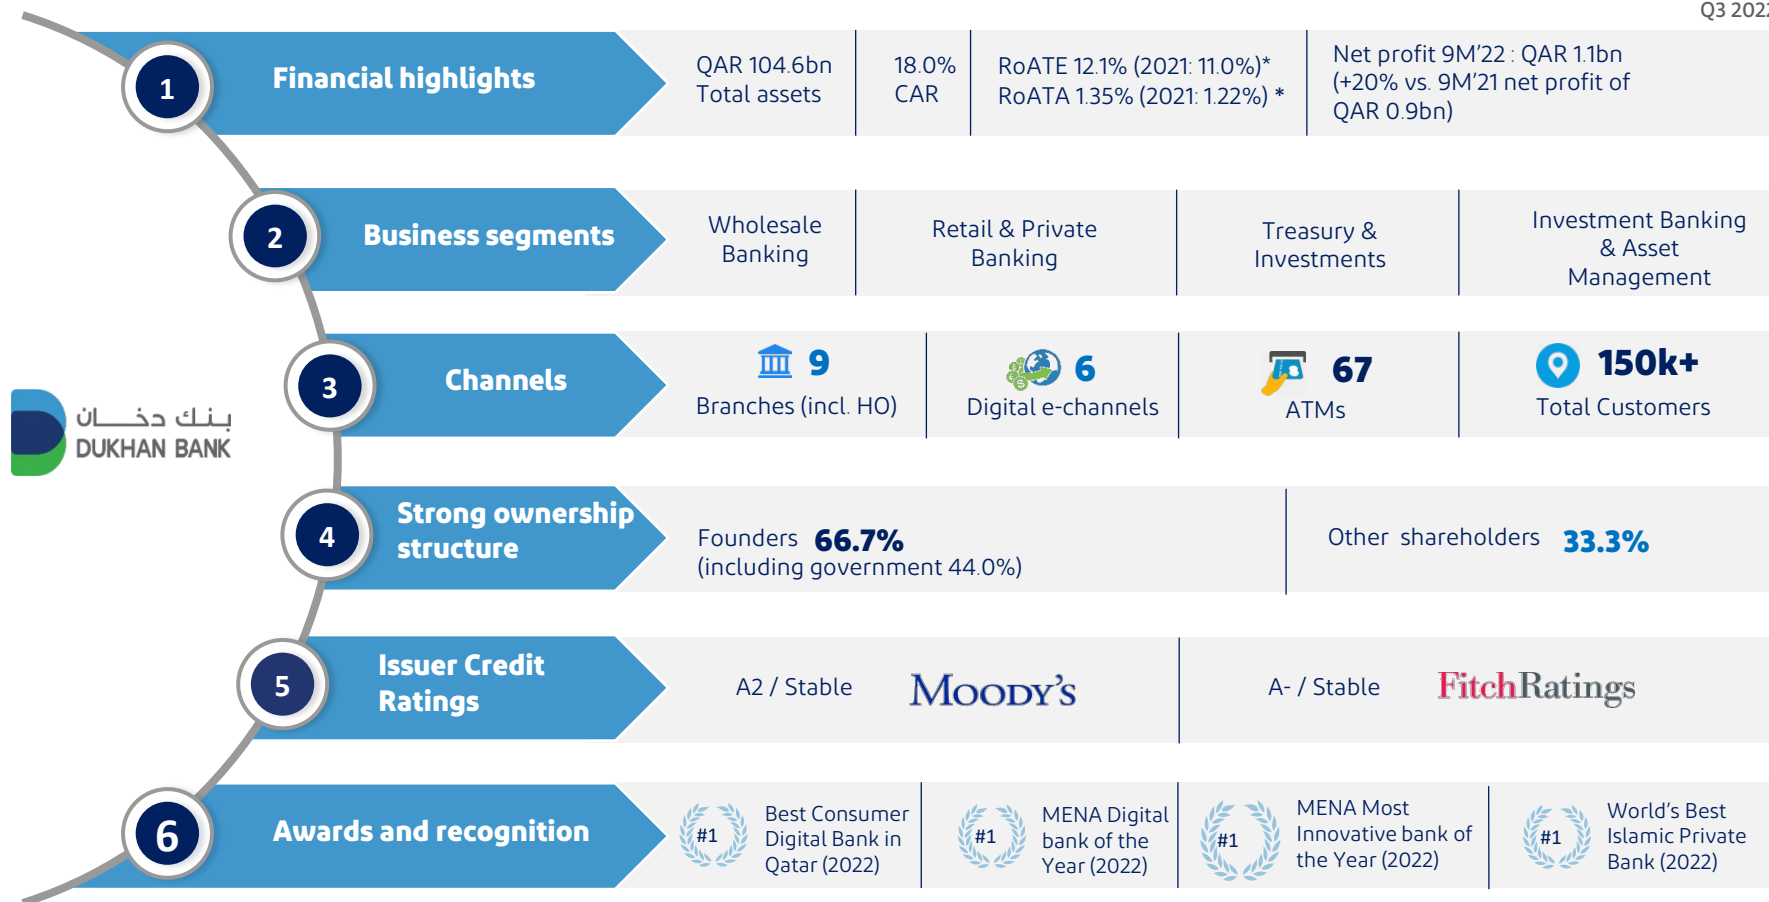 Q3 2022
1
Financial highlights
QAR 104.6bn
Total assets
18.0%
CAR
RoATE 12.1% (2021: 11.0%)*
RoATA 1.35% (2021: 1.22%) *
Net profit 9M’22 : QAR 1.1bn
(+20% vs. 9M’21 net profit of
QAR 0.9bn)
2
Business segments
Wholesale
Banking
Retail & Private
Banking
Treasury &
Investments
Investment Banking
& Asset
Management
3
Channels
9
Branches (incl. HO)
6
Digital e-channels
67
ATMs
150k+
Total Customers
بنك دخان
DUKHAN BANK
4
Strong ownership
structure
Founders 66.7%
(including government 44.0%)
Other shareholders 33.3%
5
Issuer Credit
Ratings
A2 / Stable
MOODY’S
A- / Stable
FitchRatings
6
Awards and recognition
#1
Best Consumer
Digital Bank in
Qatar (2022)
#1
MENA Digital
bank of the
Year (2022)
#1
MENA Most
Innovative bank of
the Year (2022)
#1
World’s Best
Islamic Private
Bank (2022)